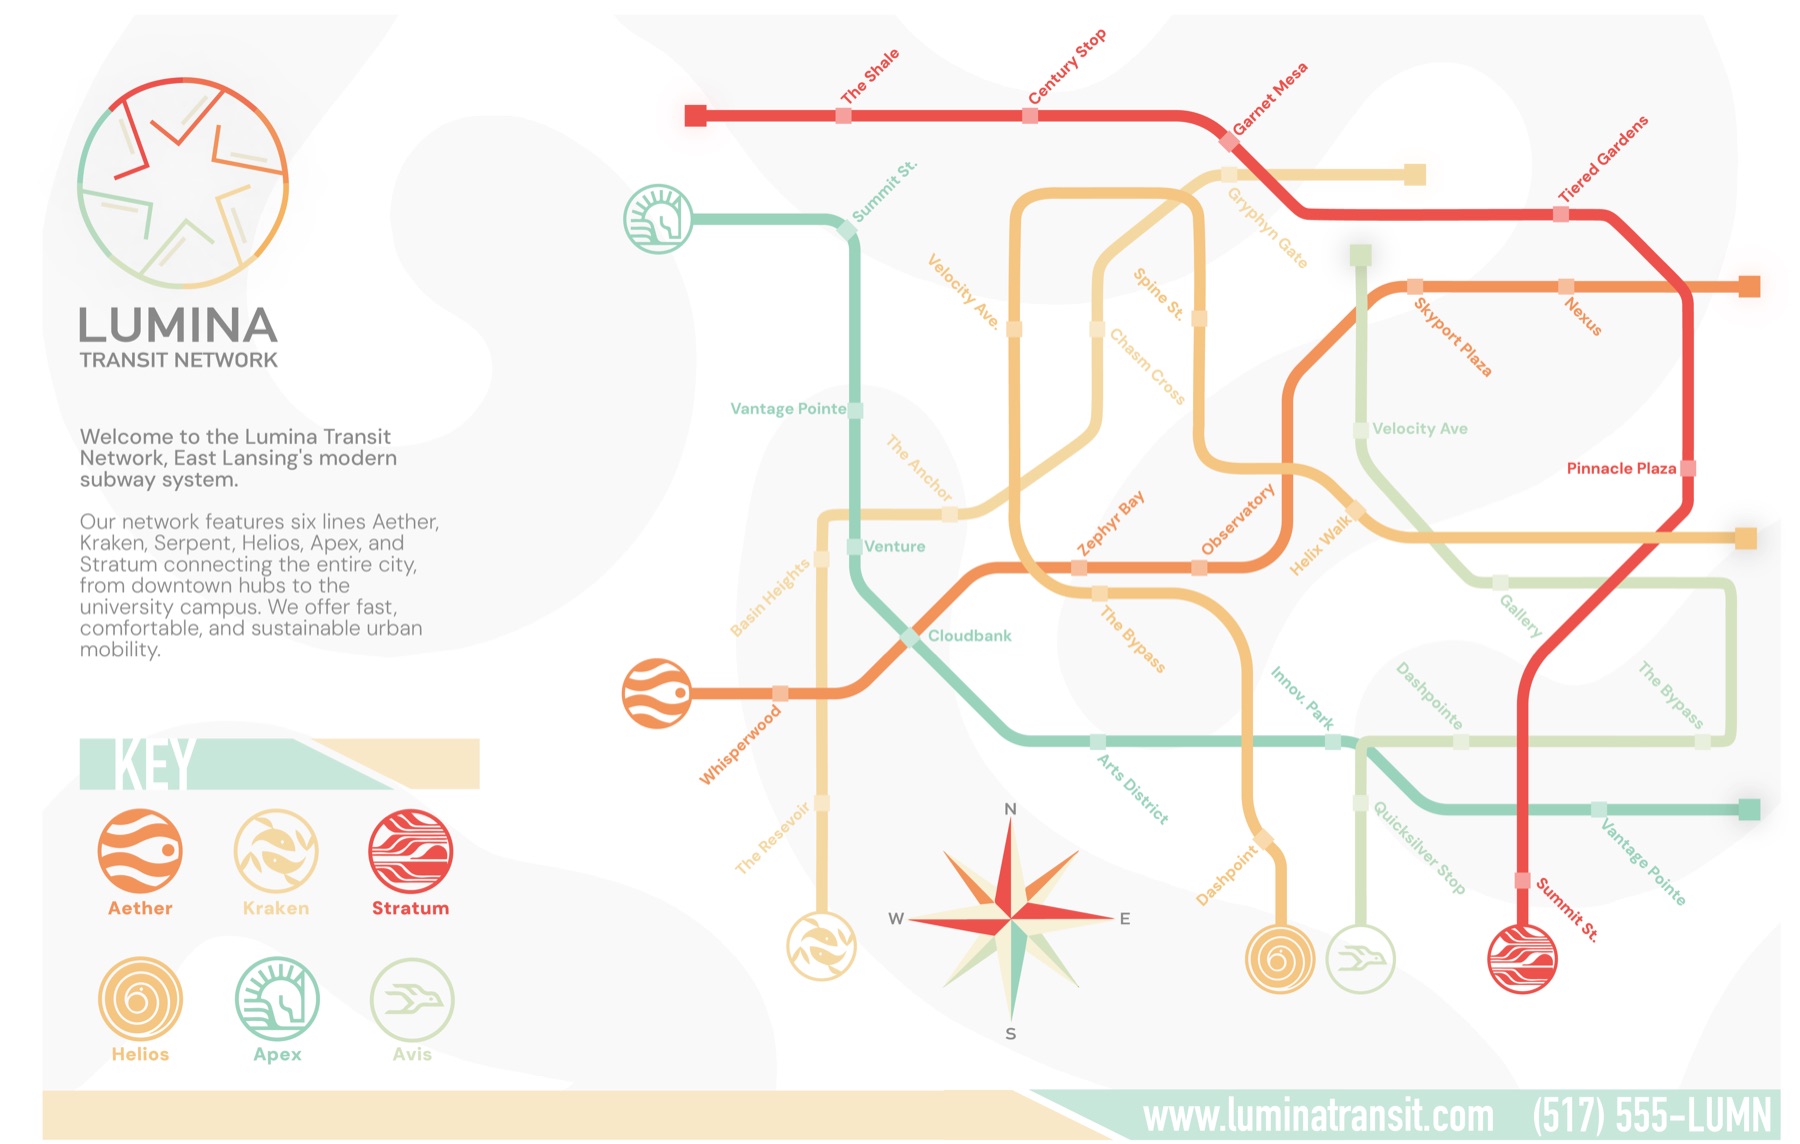 LUMINA
TRANSIT NETWORK
Welcome to the Lumina Transit
Network, East Lansing's modern
subway system.
Our network features six lines Aether,
Kraken, Serpent, Helios, Apex, and
Stratum connecting the entire city,
from downtown hubs to the
university campus. We offer fast,
comfortable, and sustainable urban
mobility.
KEY
Aether
Kraken
Stratum
Helios
Apex
Avis
The Shale
Century Stop
Garnet Mesa
Tiered Gardens
Summit St.
Gryphyn Gate
Velocity Ave.
Spine St.
Chasm Cross
Skyport Plaza
Nexus
Vantage Pointe
Velocity Ave
The Anchor
Pinnacle Plaza
Zephyr Bay
Observatory
Helix Walk
Venture
Basin Heights
Cloudbank
The Bypass
Gallery
Whisperwood
Innov. Park
Dashpointe
The Bypass
Arts District
The Resevoir
Dashpoint
Quicksilver Stop
Vantage Pointe
Summit St.
N
W
E
S
www.luminatransit.com
(517) 555-LUMN